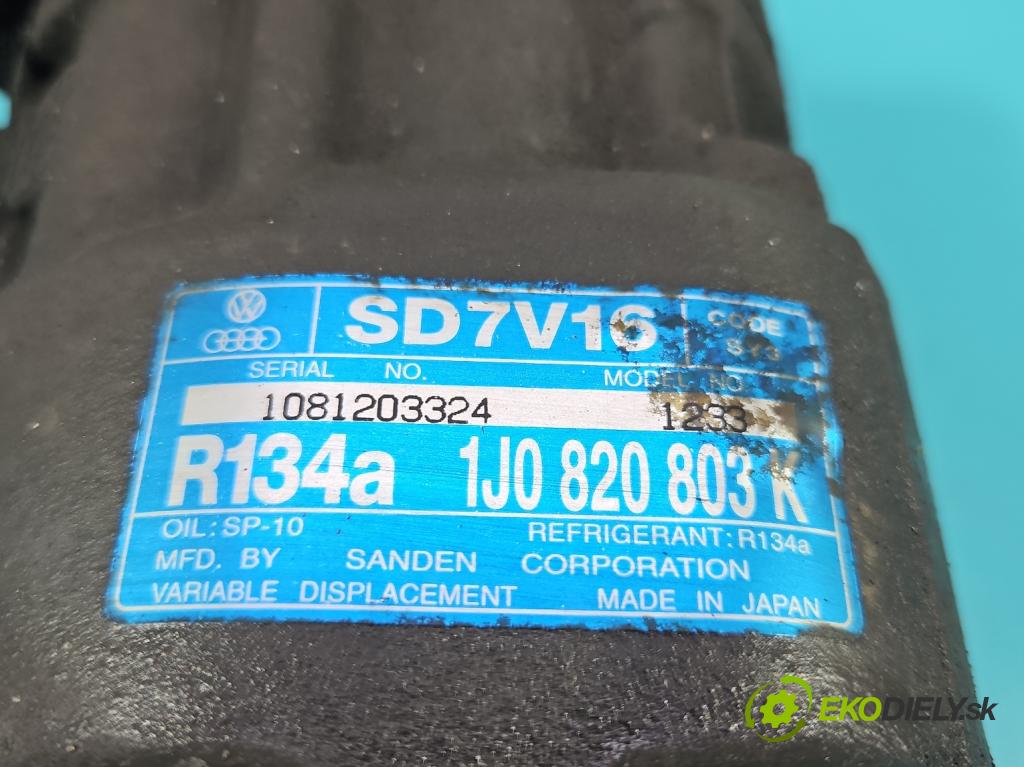 SD7V16 CODE
SERIAL NO. MODEL NO.
1081203324 1233
R134a 1J0 820 803 K
OIL: SP-10 REFRIGERANT: R134a
MFD. BY SANDEN CORPORATION
VARIABLE DISPLACEMENT MADE IN JAPAN
EKODIELY.sk